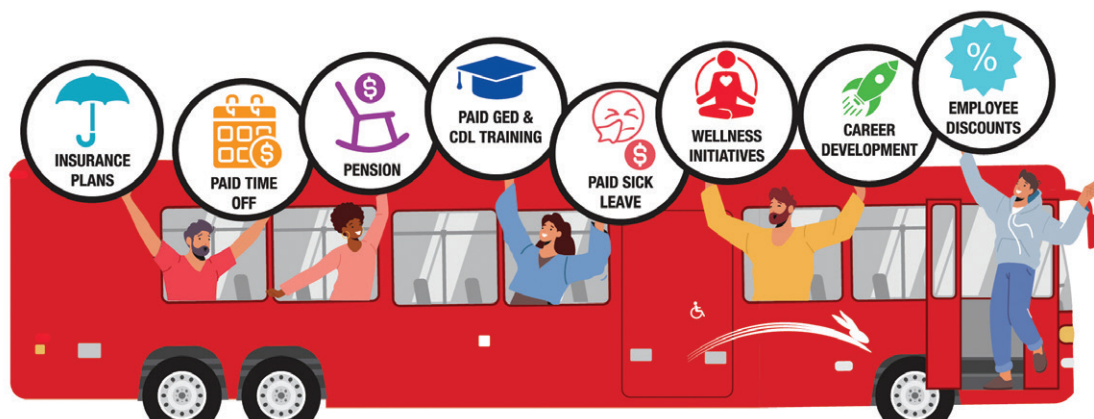 INSURANCE
PLANS
PAID TIME
OFF
$
PENSION
$
PAID GED &
CDL TRAINING
PAID SICK
LEAVE
$
WELLNESS
INITIATIVES
CAREER
DEVELOPMENT
%
EMPLOYEE
DISCOUNTS